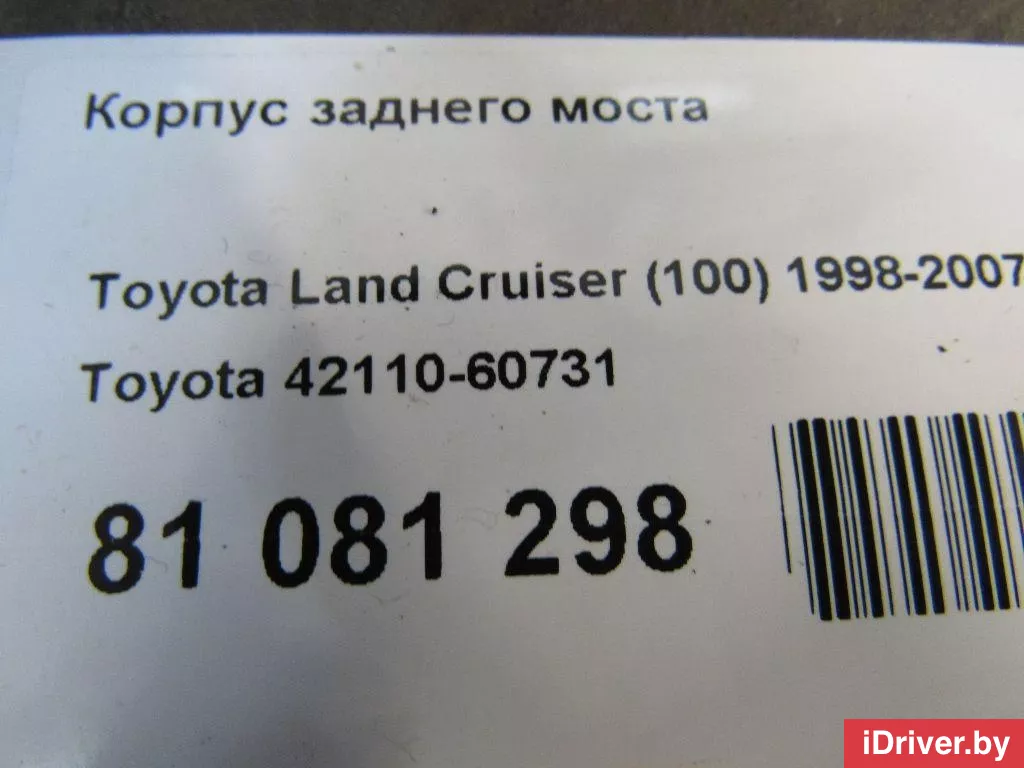 Корпус заднего моста
Toyota Land Cruiser (100) 1998-2007
Toyota 42110-60731
81 081 298
iDriver.by